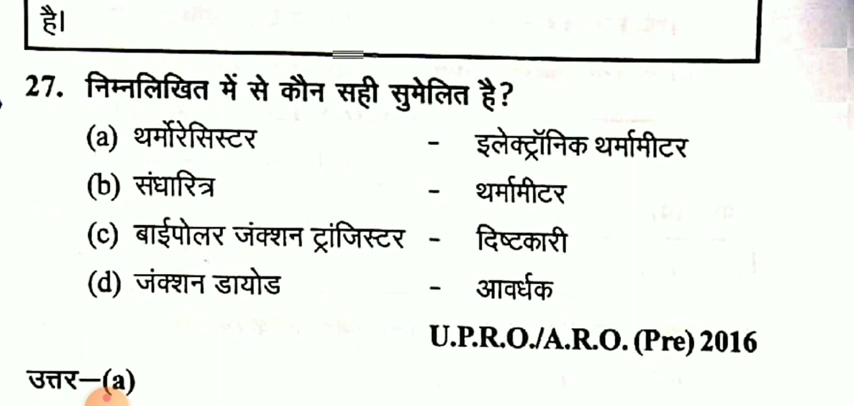 है।
27. निम्नलिखित में से कौन सही सुमेलित है?
(a) थर्मोरेसिस्टर - इलेक्ट्रॉनिक थर्मामीटर
(b) संधारित्र - थर्मामीटर
(c) बाईपोलर जंक्शन ट्रांजिस्टर - दिष्टकारी
(d) जंक्शन डायोड - आवर्धक
U.P.R.O./A.R.O. (Pre) 2016
उत्तर–(a)